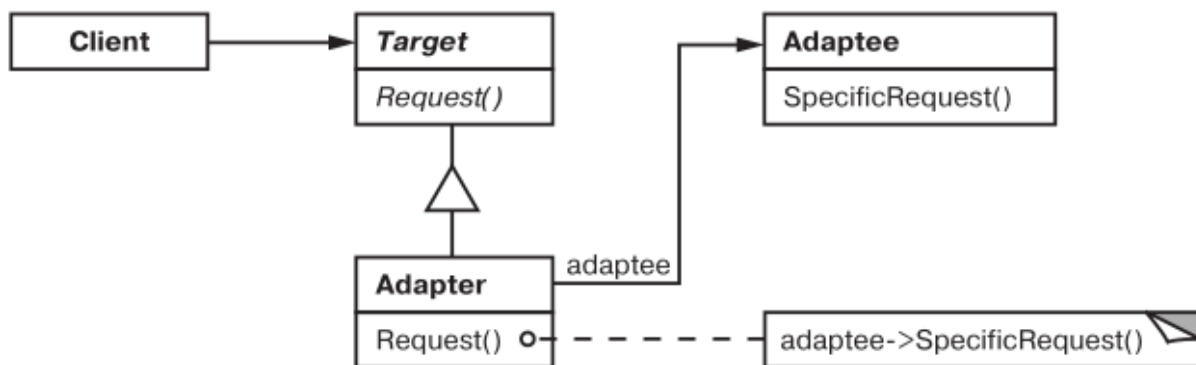 Client
Target
Request()
Adaptee
SpecificRequest()
adaptee
Adapter
Request()
adaptee->SpecificRequest()